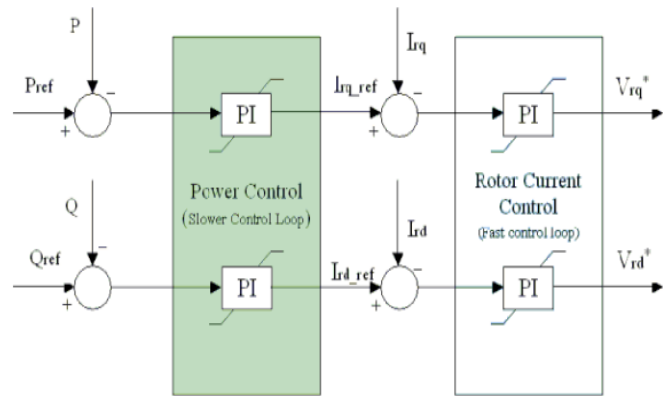 P
Irq
Pref
Irq_ref
Vrq*
-
-
+
+
PI
PI
Power Control
(Slower Control Loop)
Rotor Current
Control
(Fast control loop)
Q
Ird
Qref
Ird_ref
Vrd*
-
-
+
+
PI
PI